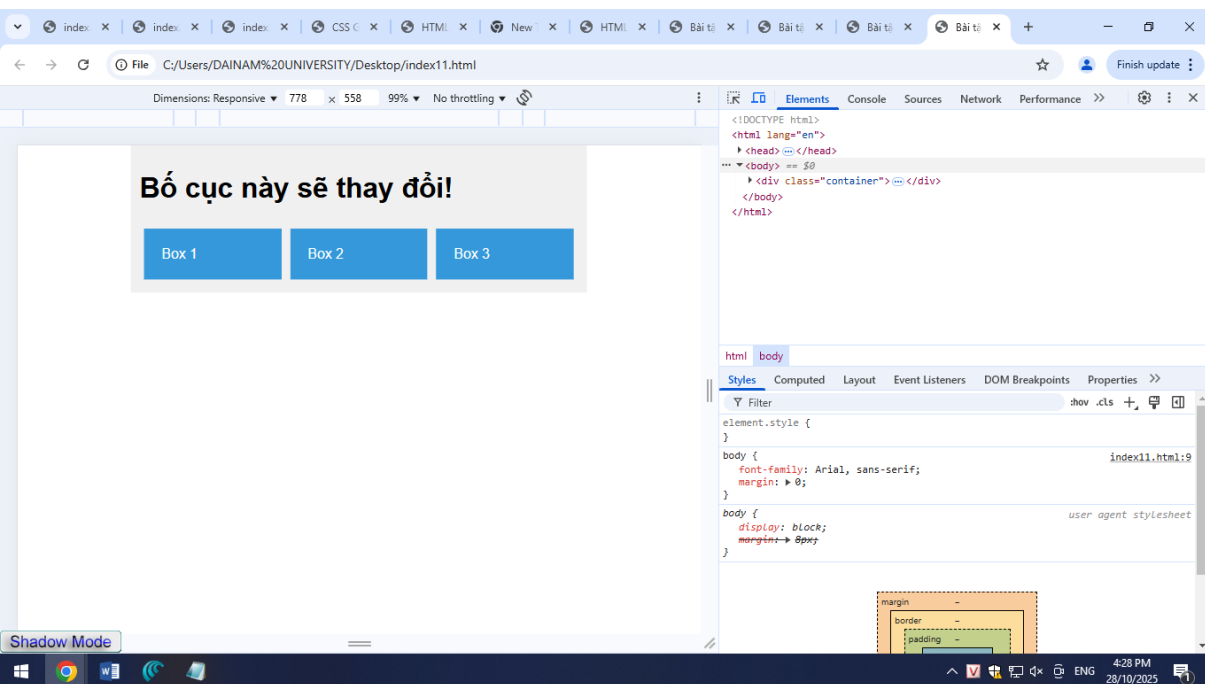 index
index
index
CSS G
HTML
New T
HTML
Bài tậ
Bài tậ
Bài tậ
Bài tậ
File C:/Users/DAINAM%20UNIVERSITY/Desktop/index11.html
Finish update
Dimensions: Responsive ▼ 778 x 558 99% ▼ No throttling ▼
Elements Console Sources Network Performance
<!DOCTYPE html>
<html lang="en">
<head> ... </head>
... <body> == $0
<div class="container"> ... </div>
</body>
</html>
Bố cục này sẽ thay đổi!
Box 1 Box 2 Box 3
html body
Styles Computed Layout Event Listeners DOM Breakpoints Properties
Filter :hov .cls
element.style {
}
body { index11.html:9
font-family: Arial, sans-serif;
margin: 0;
}
body { user agent stylesheet
display: block;
margin: 8px;
}
margin -
border -
padding -
Shadow Mode
ENG 4:28 PM
28/10/2025